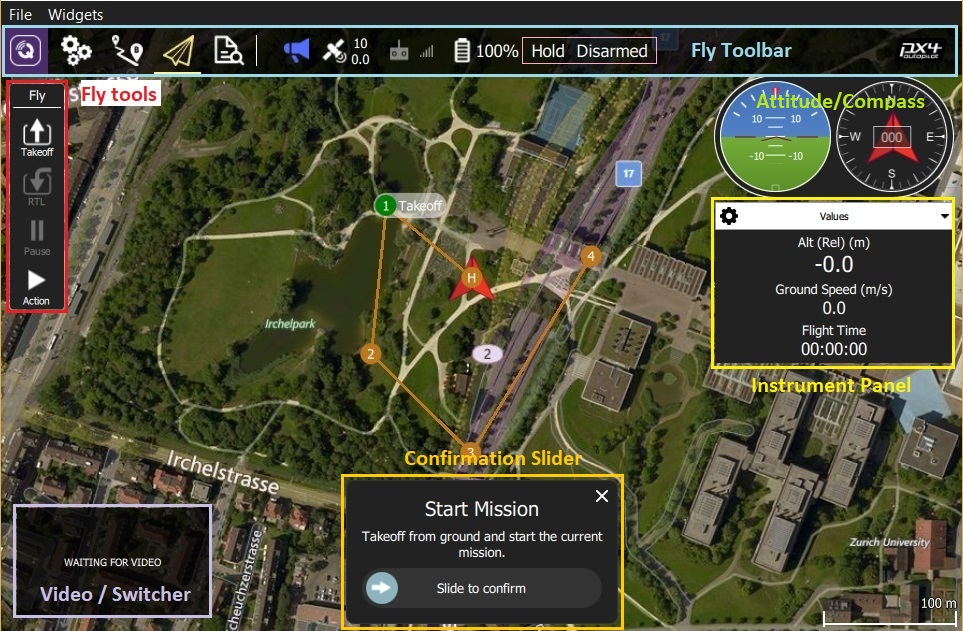 File Widgets
10
0.0
100% Hold Disarmed Fly Toolbar
17
PX4
AUTOPILOT
Fly Fly tools
Takeoff
RTL
Pause
Action
Attitude/Compass
10 10
-10 -10
W 000 E
S
17
1 Takeoff
4
H
Irchelpark
2
2
3
Values
Alt (Rel) (m)
-0.0
Ground Speed (m/s)
0.0
Flight Time
00:00:00
Instrument Panel
Confirmation Slider
Irchelstrasse
Start Mission
Takeoff from ground and start the current
mission.
Slide to confirm
WAITING FOR VIDEO
Video / Switcher
Scheuchzerstrasse
Zurich University
100 m